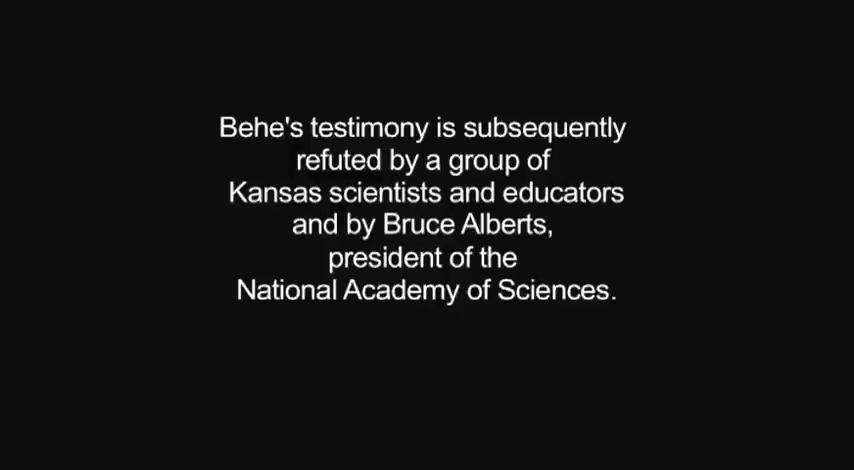 Behe's testimony is subsequently
refuted by a group of
Kansas scientists and educators
and by Bruce Alberts,
president of the
National Academy of Sciences.